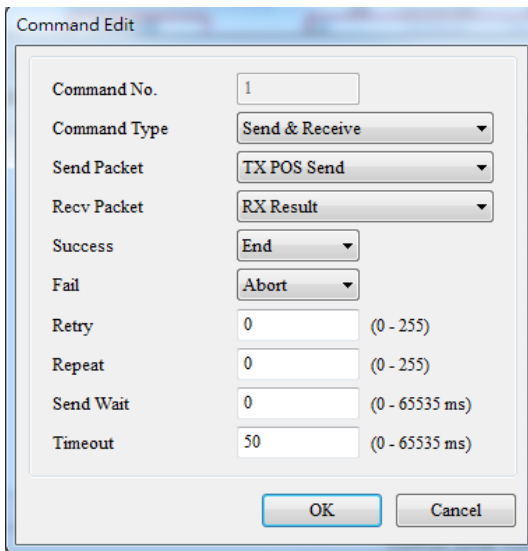 Command Edit
Command No. 1
Command Type Send & Receive
Send Packet TX POS Send
Recv Packet RX Result
Success End
Fail Abort
Retry 0 (0 - 255)
Repeat 0 (0 - 255)
Send Wait 0 (0 - 65535 ms)
Timeout 50 (0 - 65535 ms)
OK Cancel